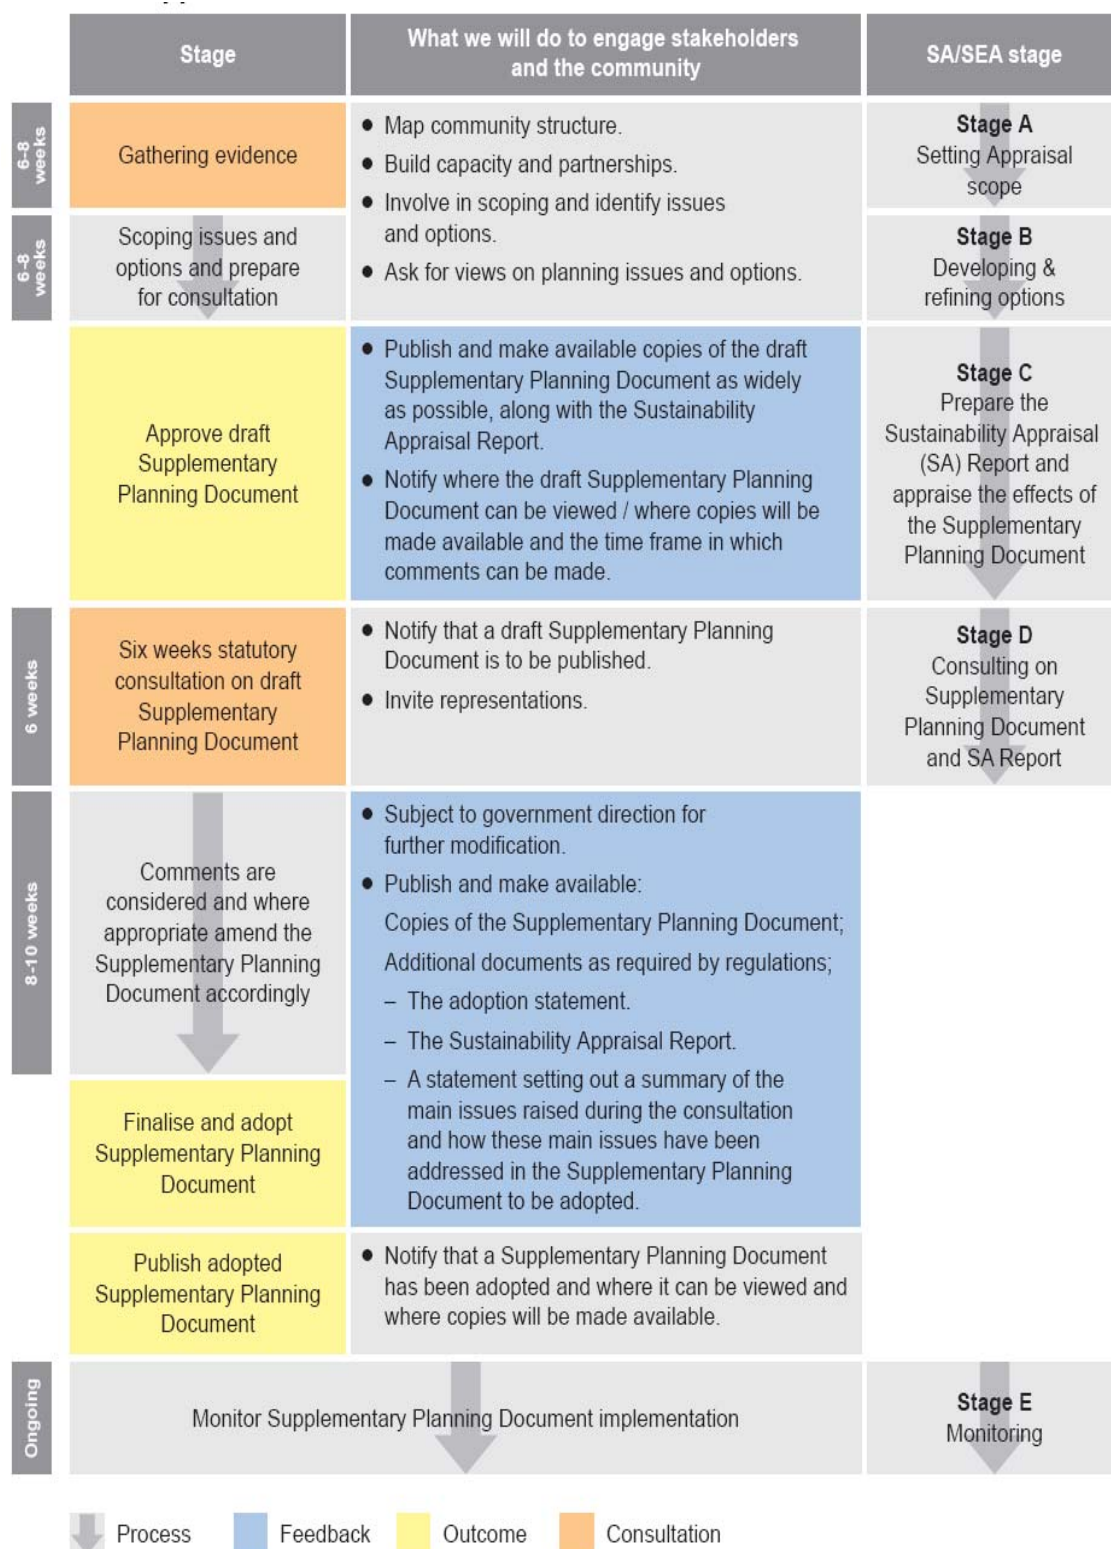 Stage
What we will do to engage stakeholders
and the community
SA/SEA stage
6-8
weeks
Gathering evidence
● Map community structure.
● Build capacity and partnerships.
● Involve in scoping and identify issues
and options.
● Ask for views on planning issues and options.
Stage A
Setting Appraisal
scope
6-8
weeks
Scoping issues and
options and prepare
for consultation
Stage B
Developing &
refining options
Approve draft
Supplementary
Planning Document
● Publish and make available copies of the draft
Supplementary Planning Document as widely
as possible, along with the Sustainability
Appraisal Report.
● Notify where the draft Supplementary Planning
Document can be viewed / where copies will be
made available and the time frame in which
comments can be made.
Stage C
Prepare the
Sustainability Appraisal
(SA) Report and
appraise the effects of
the Supplementary
Planning Document
6 weeks
Six weeks statutory
consultation on draft
Supplementary
Planning Document
● Notify that a draft Supplementary Planning
Document is to be published.
● Invite representations.
Stage D
Consulting on
Supplementary
Planning Document
and SA Report
8-10 weeks
Comments are
considered and where
appropriate amend the
Supplementary Planning
Document accordingly
● Subject to government direction for
further modification.
● Publish and make available:
Copies of the Supplementary Planning Document;
Additional documents as required by regulations;
– The adoption statement.
– The Sustainability Appraisal Report.
– A statement setting out a summary of the
main issues raised during the consultation
and how these main issues have been
addressed in the Supplementary Planning
Document to be adopted.
Finalise and adopt
Supplementary Planning
Document
Publish adopted
Supplementary Planning
Document
● Notify that a Supplementary Planning Document
has been adopted and where it can be viewed and
where copies will be made available.
Ongoing
Monitor Supplementary Planning Document implementation
Stage E
Monitoring
Process
Feedback
Outcome
Consultation